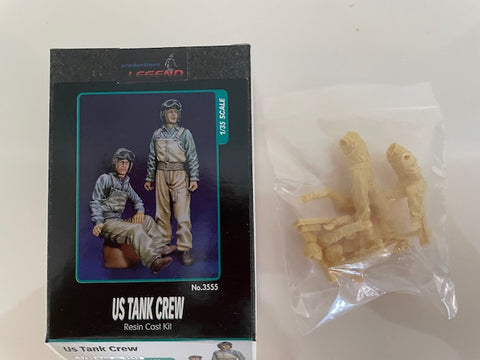 LEGEND
1/35 SCALE
No.3555
US TANK CREW
Resin Cast Kit
US Tank Crew